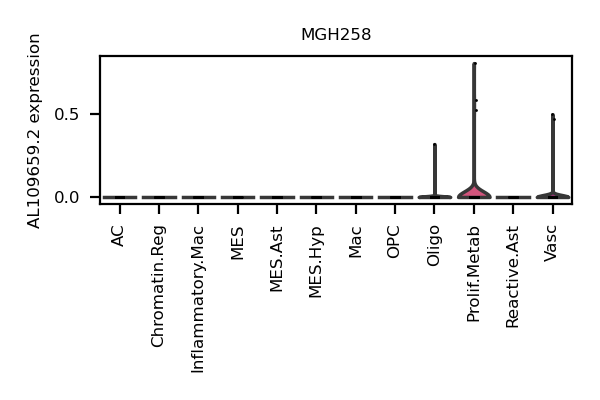 MGH258
AL109659.2 expression
0.5
0.0
AC
Chromatin.Reg
Inflammatory.Mac
MES
MES.Ast
MES.Hyp
Mac
OPC
Oligo
Prolif.Metab
Reactive.Ast
Vasc